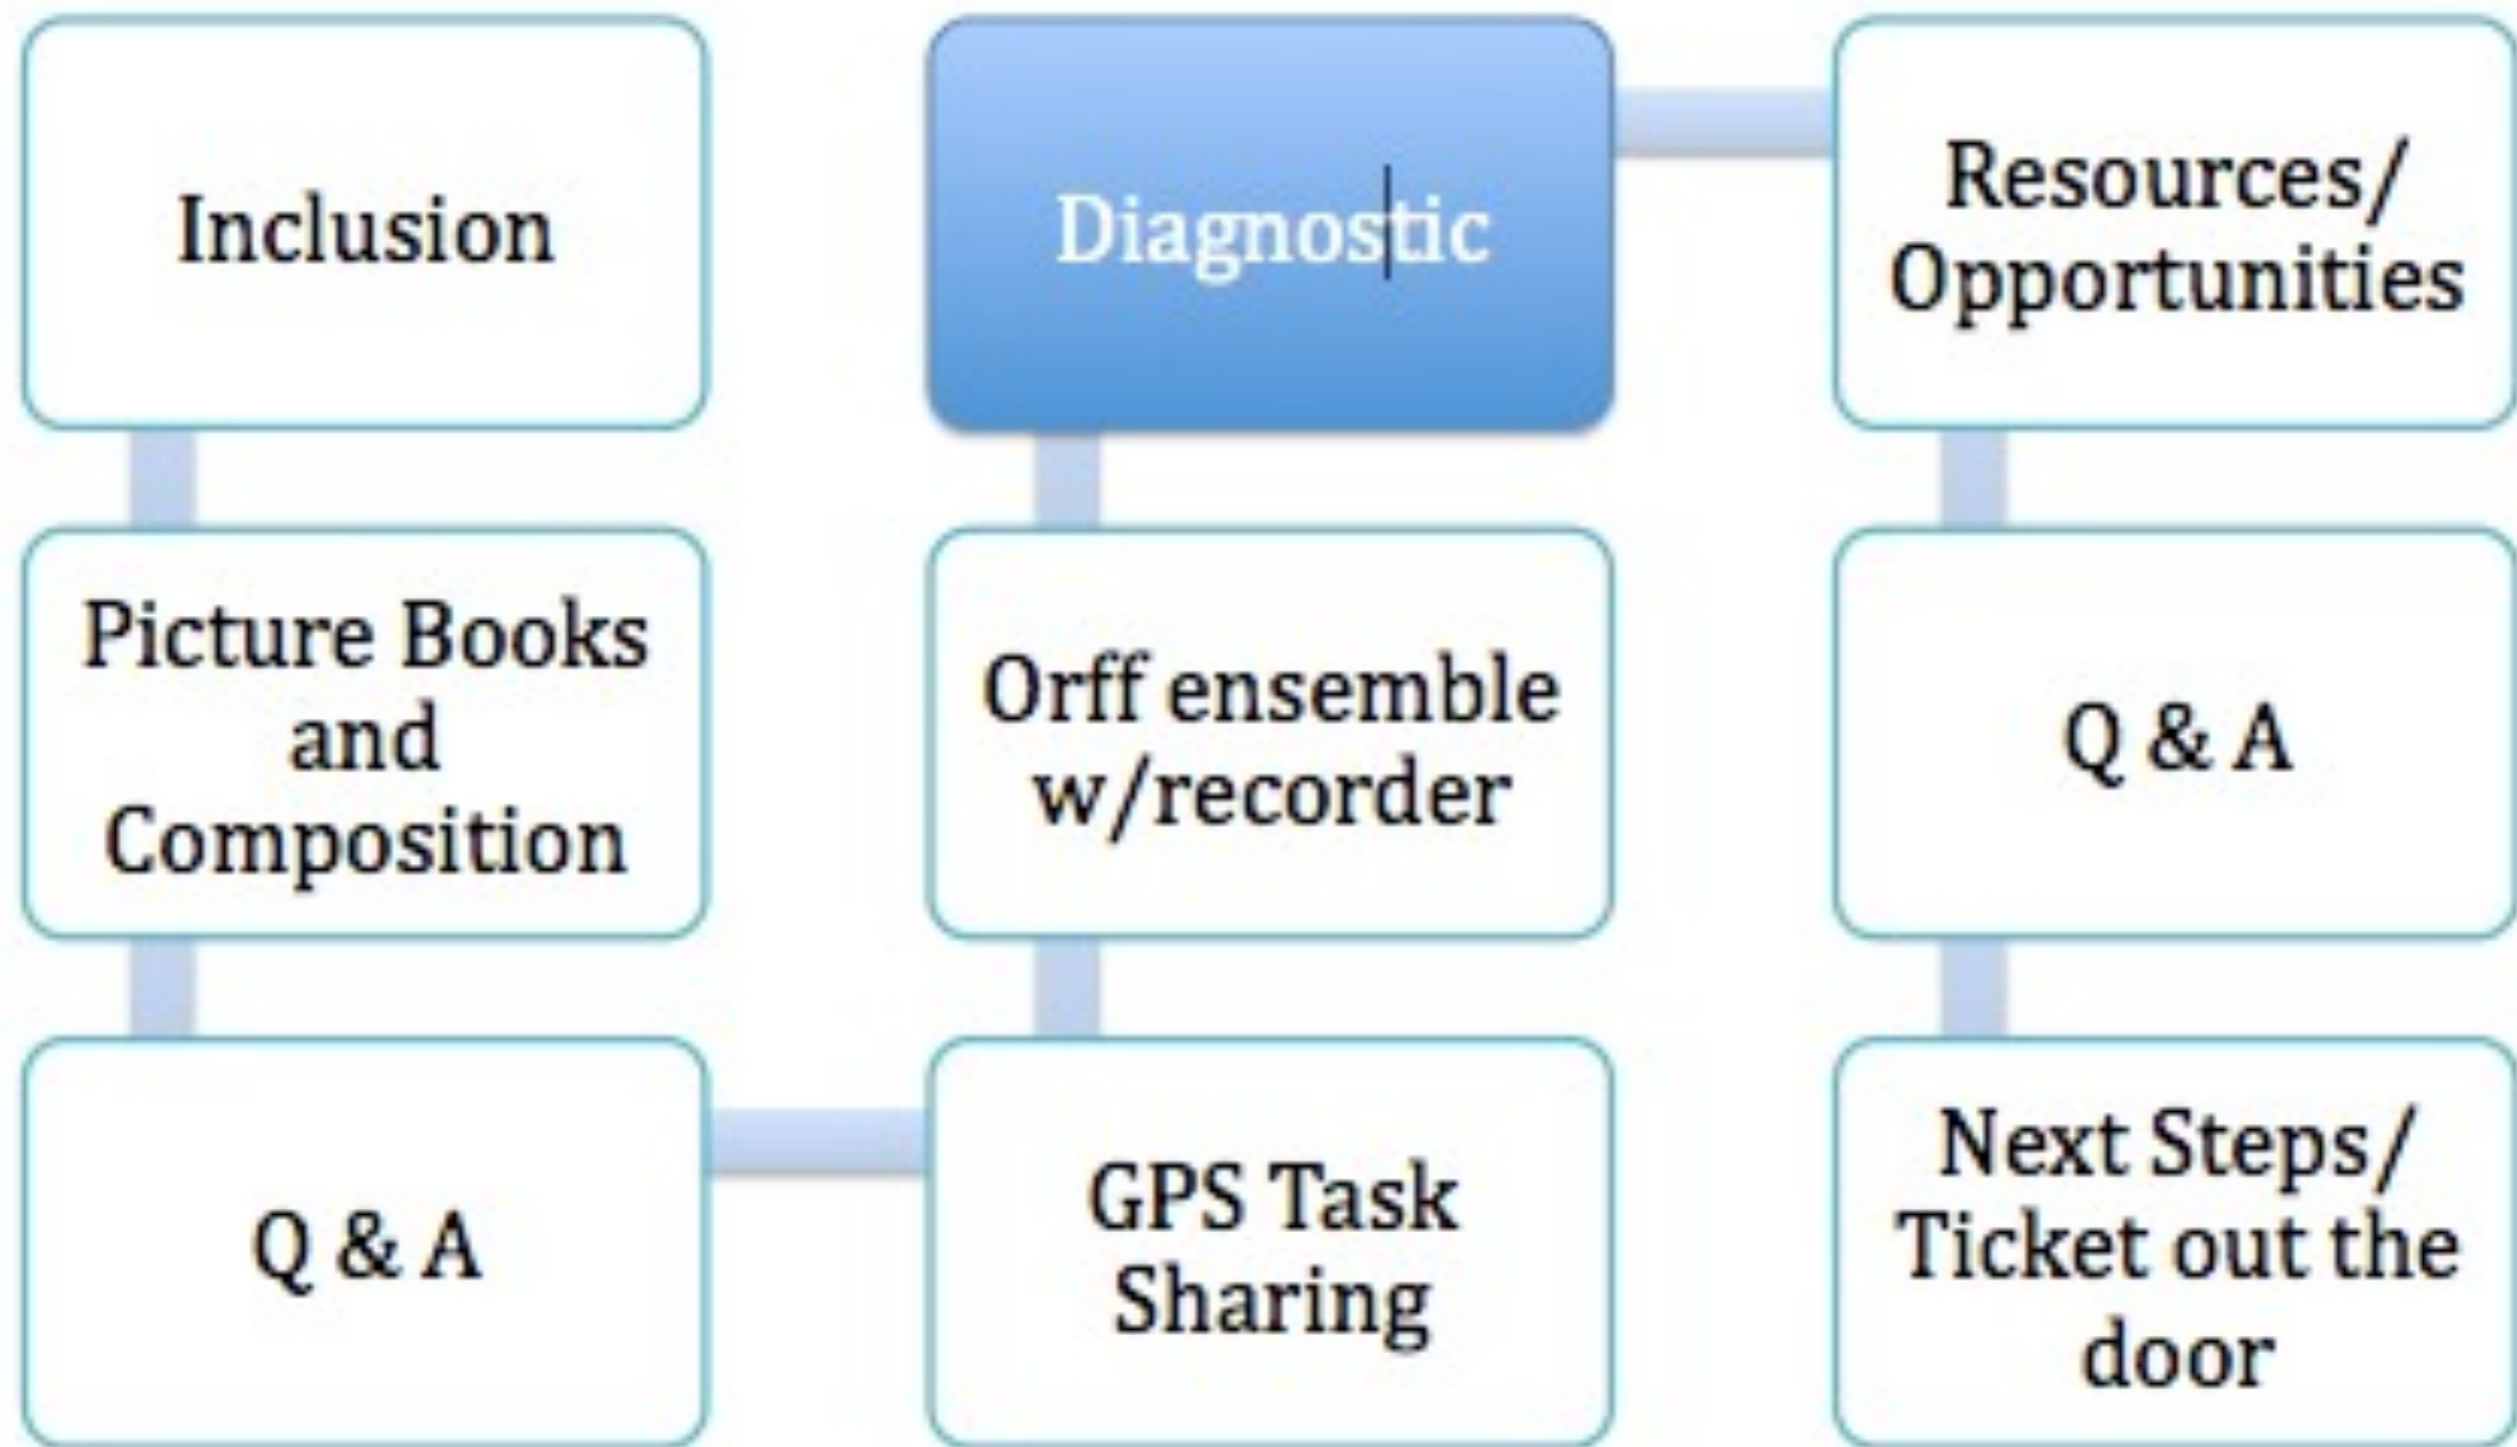 Inclusion
Picture Books
and
Composition
Q & A
GPS Task
Sharing
Orff ensemble
w/recorder
Diagnostic
Resources/
Opportunities
Q & A
Next Steps/
Ticket out the
door